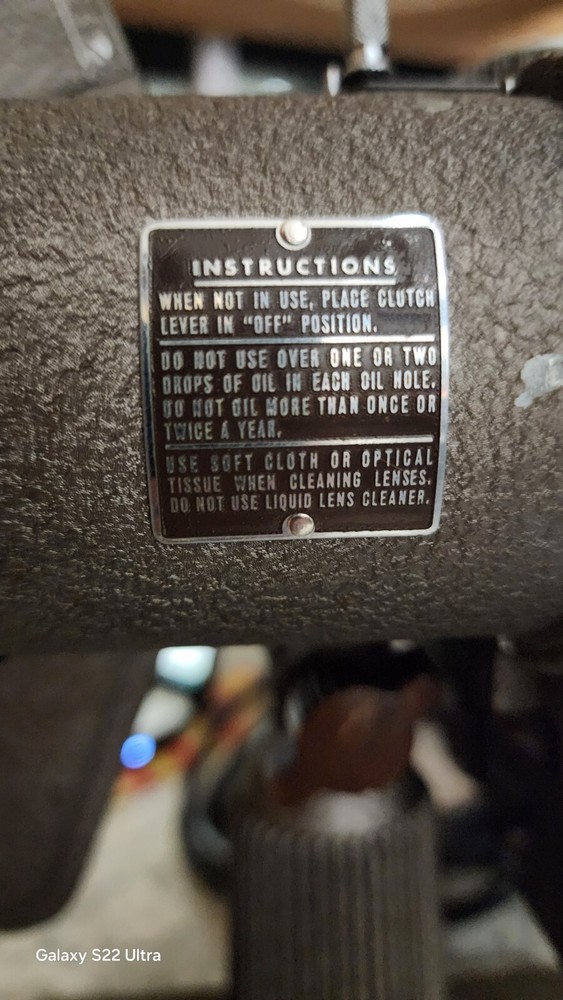 INSTRUCTIONS
WHEN NOT IN USE, PLACE CLUTCH
LEVER IN "OFF" POSITION.
DO NOT USE OVER ONE OR TWO
DROPS OF OIL IN EACH OIL HOLE.
DO NOT OIL MORE THAN ONCE OR
TWICE A YEAR.
USE SOFT CLOTH OR OPTICAL
TISSUE WHEN CLEANING LENSES.
DO NOT USE LIQUID LENS CLEANER.
Galaxy S22 Ultra